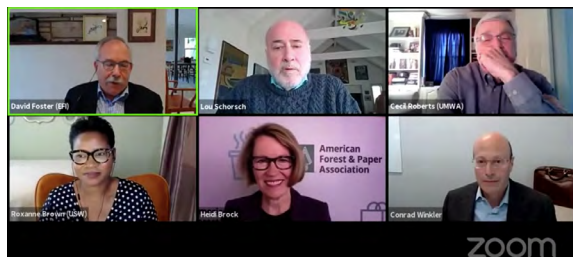 David Foster (EFI)
Lou Schorsch
Cecil Roberts (UMWA)
Roxanne Brown (USW)
Heidi Brock
American
Forest & Paper
Association
Conrad Winkler
zoom